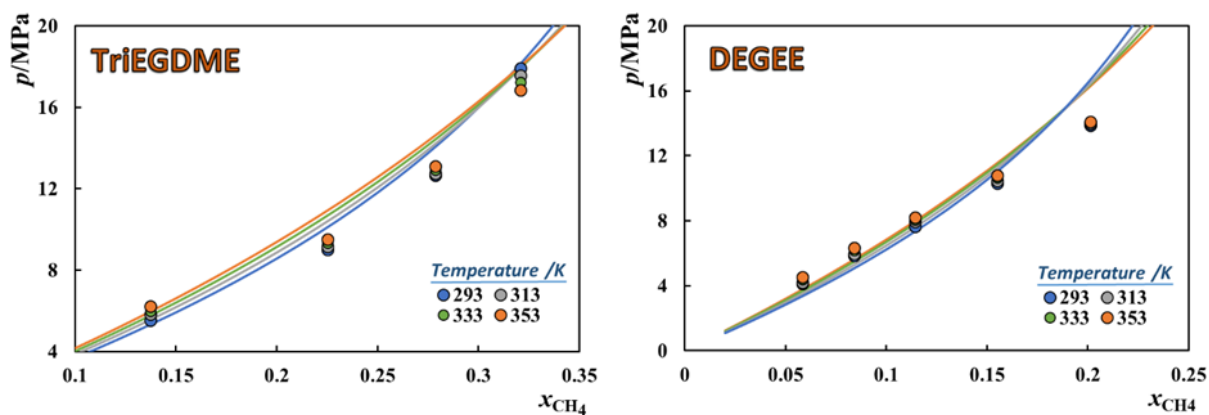 TriEGDME
p/MPa
20
16
12
8
4
0.1 0.15 0.2 0.25 0.3 0.35
xCH4
Temperature /K
293 313
333 353
DEGEE
p/MPa
20
16
12
8
4
0
0 0.05 0.1 0.15 0.2 0.25
xCH4
Temperature /K
293 313
333 353